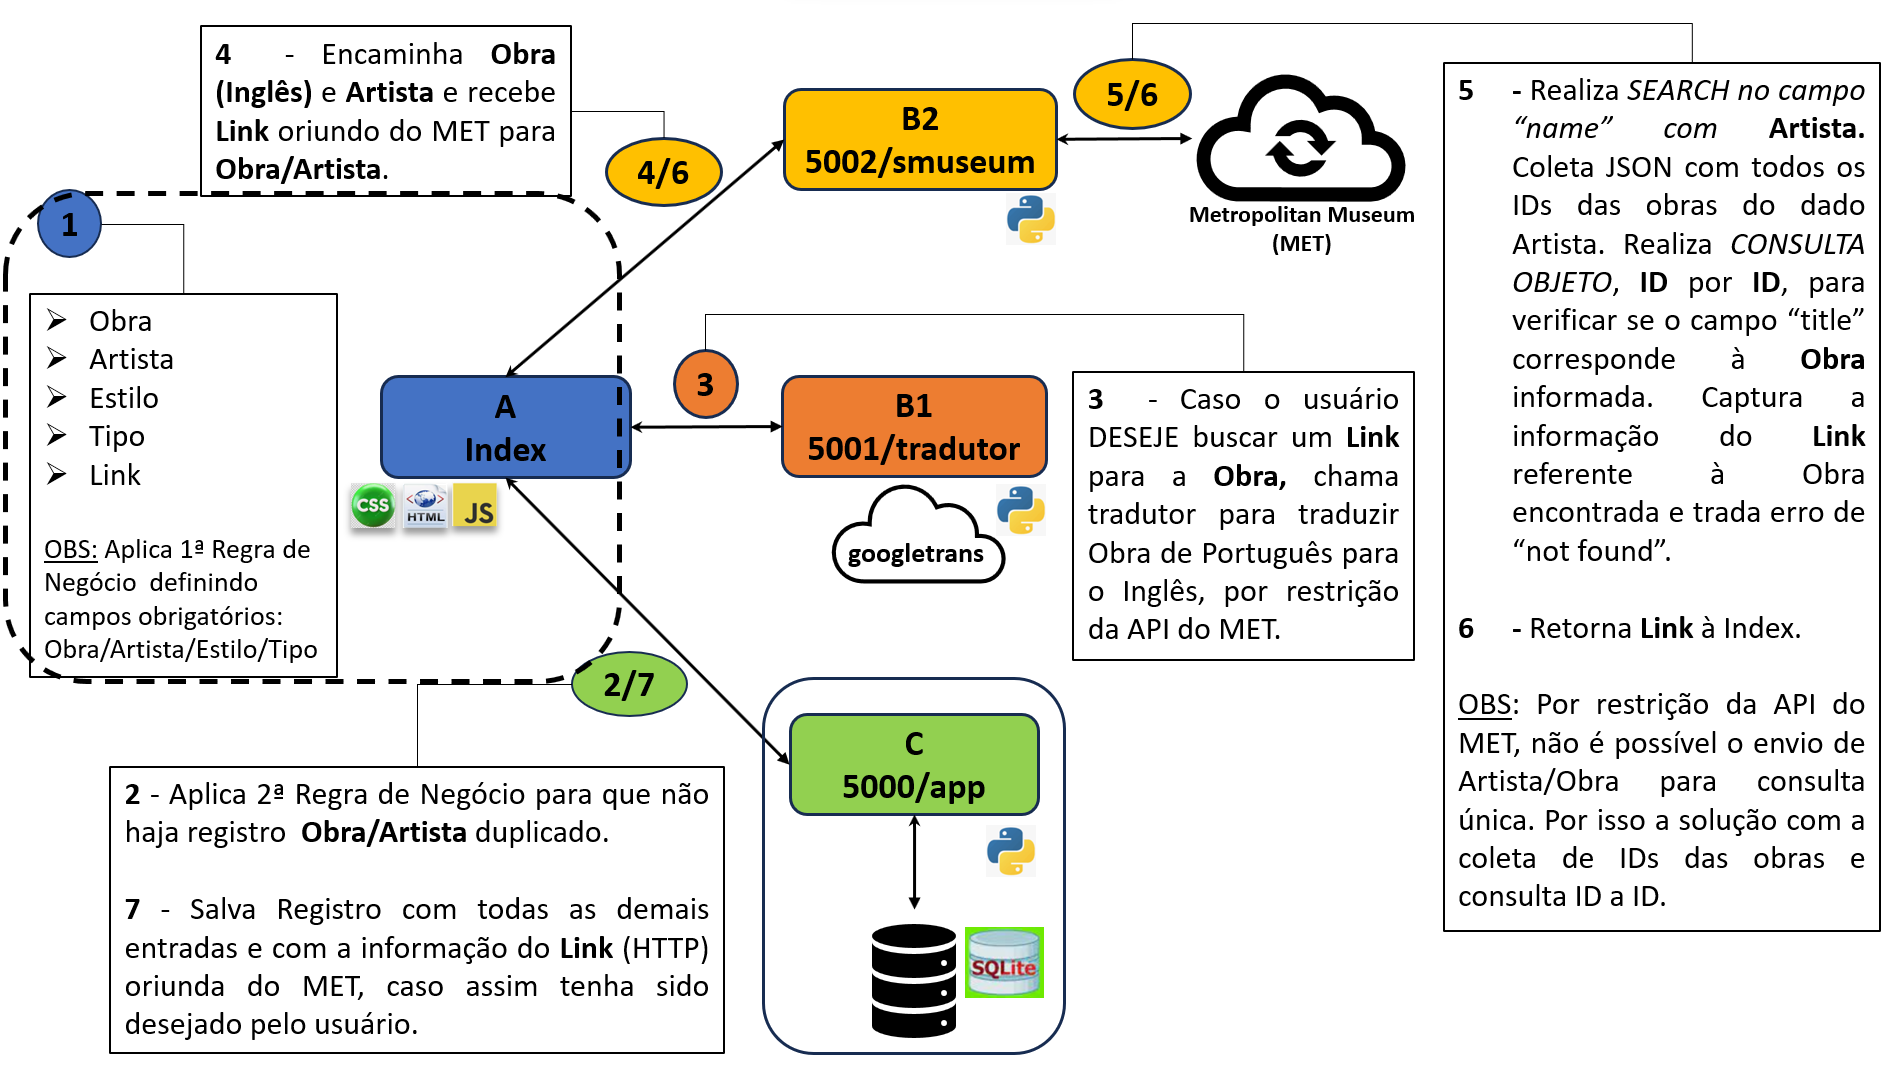 4 - Encaminha Obra
(Inglês) e Artista e recebe
Link oriundo do MET para
Obra/Artista.
4/6
B2
5002/smuseum
5/6
Metropolitan Museum
(MET)
1
Obra
Artista
Estilo
Tipo
Link
OBS: Aplica 1ª Regra de
Negócio definindo
campos obrigatórios:
Obra/Artista/Estilo/Tipo
A
Index
CSS
HTML
JS
3
B1
5001/tradutor
googletrans
3 - Caso o usuário
DESEJE buscar um Link
para a Obra, chama
tradutor para traduzir
Obra de Português para
o Inglês, por restrição
da API do MET.
5 - Realiza SEARCH no campo
“name” com Artista.
Coleta JSON com todos os
IDs das obras do dado
Artista. Realiza CONSULTA
OBJETO, ID por ID, para
verificar se o campo “title”
corresponde à Obra
informada. Captura a
informação do Link
referente à Obra
encontrada e trada erro de
“not found”.
6 - Retorna Link à Index.
OBS: Por restrição da API do
MET, não é possível o envio de
Artista/Obra para consulta
única. Por isso a solução com a
coleta de IDs das obras e
consulta ID a ID.
2/7
2 - Aplica 2ª Regra de Negócio para que não
haja registro Obra/Artista duplicado.
7 - Salva Registro com todas as demais
entradas e com a informação do Link (HTTP)
oriunda do MET, caso assim tenha sido
desejado pelo usuário.
C
5000/app
SQLite